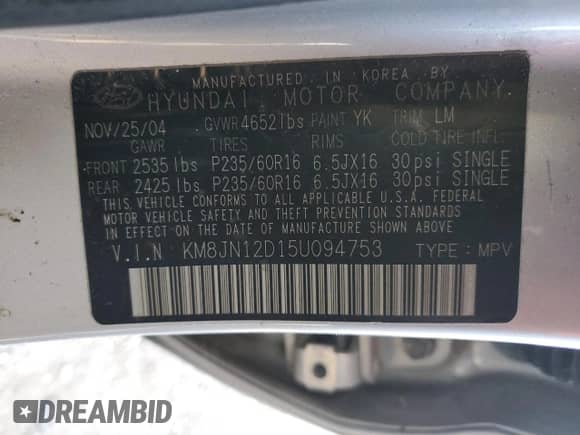 MANUFACTURED IN KOREA BY
HYUNDAI MOTOR COMPANY
NOV/25/04 GVWR 4652lbs PAINT YK TRIM LM
GAWR TIRES RIMS COLD TIRE INFL.
FRONT 2535 lbs P235/60R16 6.5JX16 30psi SINGLE
REAR 2425 lbs P235/60R16 6.5JX16 30psi SINGLE
THIS VEHICLE CONFORMS TO ALL APPLICABLE U.S.A. FEDERAL
MOTOR VEHICLE SAFETY, BUMPER, AND THEFT PREVENTION STANDARDS
IN EFFECT ON THE DATE OF MANUFACTURE SHOWN ABOVE.
V.I.N KM8JN12D15U094753 TYPE: MPV
DREAMBID